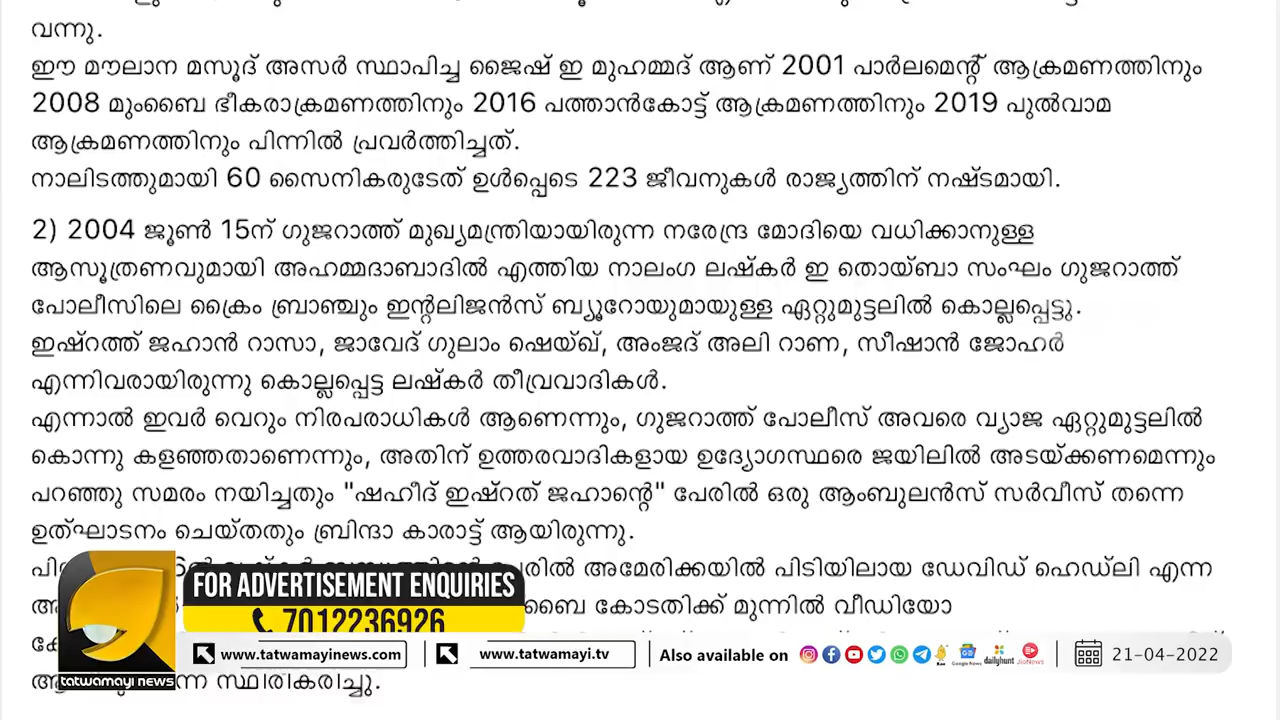 വന്നു.
ഈ മൗലാന മസൂദ് അസർ സ്ഥാപിച്ച ജൈഷ് ഇ മുഹമ്മദ് ആണ് 2001 പാർലമെന്റ് ആക്രമണത്തിനും
2008 മുംബൈ ഭീകരാക്രമണത്തിനും 2016 പത്താൻകോട്ട് ആക്രമണത്തിനും 2019 പുൽവാമ
ആക്രമണത്തിനും പിന്നിൽ പ്രവർത്തിച്ചത്.
നാലിടത്തുമായി 60 സൈനികരുടേത് ഉൾപ്പെടെ 223 ജീവനുകൾ രാജ്യത്തിന് നഷ്ടമായി.
2) 2004 ജൂൺ 15ന് ഗുജറാത്ത് മുഖ്യമന്ത്രിയായിരുന്ന നരേന്ദ്ര മോദിയെ വധിക്കാനുള്ള
ആസൂത്രണവുമായി അഹമ്മദാബാദിൽ എത്തിയ നാലംഗ ലഷ്കർ ഇ തൊയ്ബാ സംഘം ഗുജറാത്ത്
പോലീസിലെ ക്രൈം ബ്രാഞ്ചും ഇന്റലിജൻസ് ബ്യൂറോയുമായുള്ള ഏറ്റുമുട്ടലിൽ കൊല്ലപ്പെട്ടു.
ഇഷ്റത്ത് ജഹാൻ റാസാ, ജാവേദ് ഗുലാം ഷെയ്ഖ്, അംജദ് അലി റാണ, സീഷാൻ ജോഹർ
എന്നിവരായിരുന്നു കൊല്ലപ്പെട്ട ലഷ്കർ തീവ്രവാദികൾ.
എന്നാൽ ഇവർ വെറും നിരപരാധികൾ ആണെന്നും, ഗുജറാത്ത് പോലീസ് അവരെ വ്യാജ ഏറ്റുമുട്ടലിൽ
കൊന്നു കളഞ്ഞതാണെന്നും, അതിന് ഉത്തരവാദികളായ ഉദ്യോഗസ്ഥരെ ജയിലിൽ അടയ്ക്കണമെന്നും
പറഞ്ഞു സമരം നയിച്ചതും "ഷഹീദ് ഇഷ്റത് ജഹാന്റെ" പേരിൽ ഒരു ആംബുലൻസ് സർവീസ് തന്നെ
ഉത്ഘാടനം ചെയ്തതും ബ്രിന്ദാ കാരാട്ട് ആയിരുന്നു.
അമേരിക്കയിൽ പിടിയിലായ ഡേവിഡ് ഹെഡ്ലി എന്ന
FOR ADVERTISEMENT ENQUIRIES
കോടതിക്ക് മുന്നിൽ വീഡിയോ
7012236926
www.tatwamayinews.com www.tatwamayi.tv Also available on Koo Google News dailyhunt JioNews 21-04-2022
tatwamayi news
സ്ഥിരീകരിച്ചു.